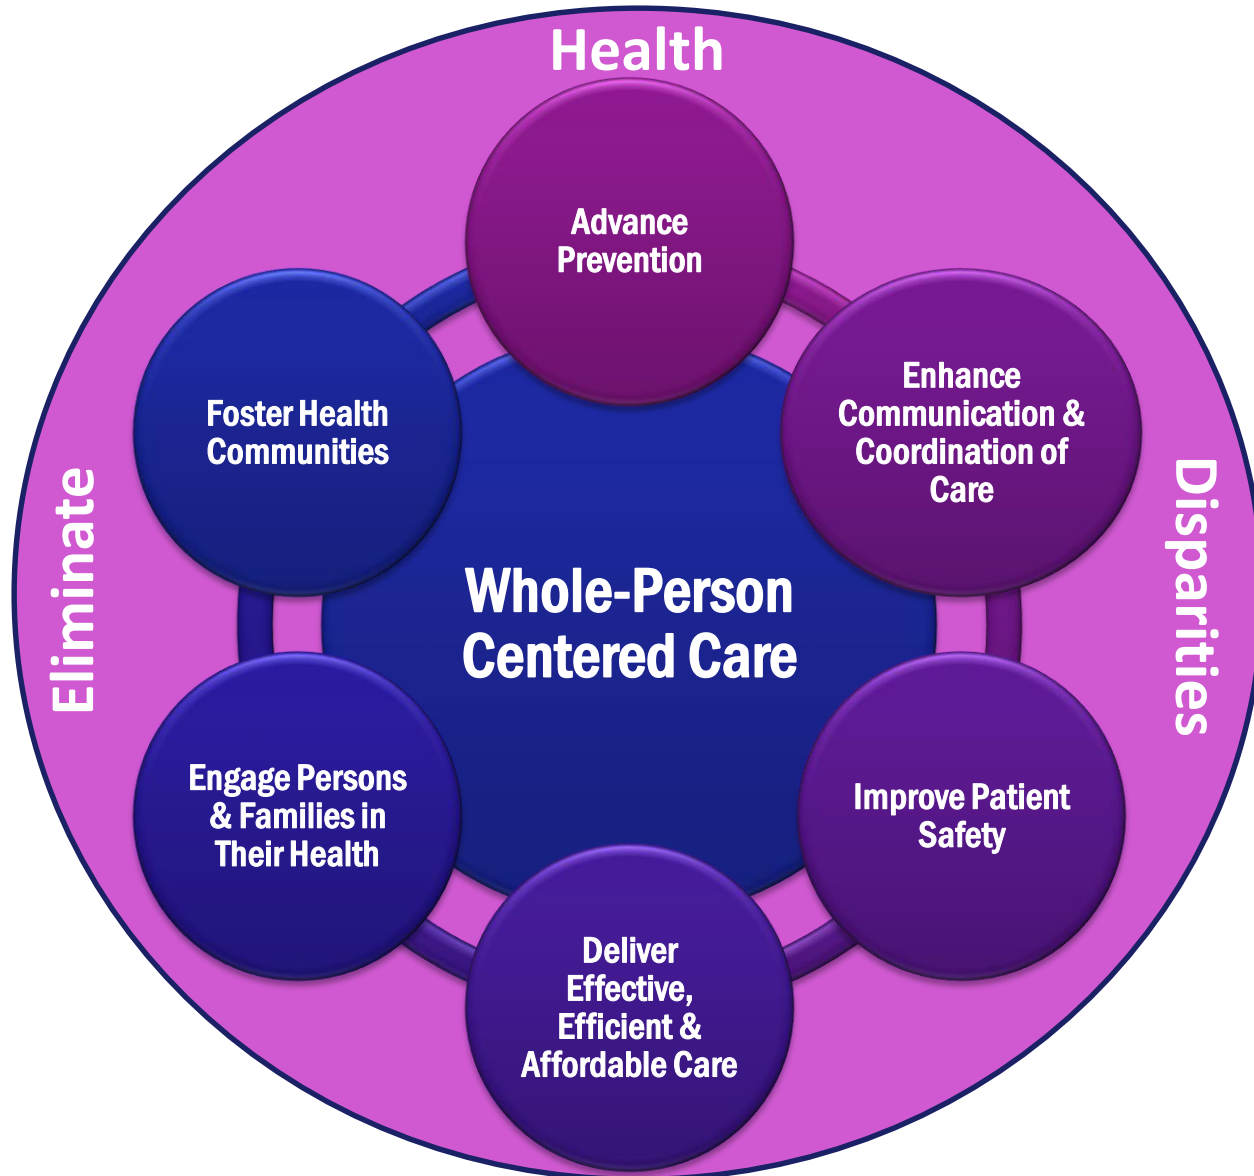 Health
Advance
Prevention
Enhance
Communication &
Coordination of
Care
Foster Health
Communities
Eliminate
Disparities
Whole-Person
Centered Care
Engage Persons
& Families in
Their Health
Improve Patient
Safety
Deliver
Effective,
Efficient &
Affordable Care